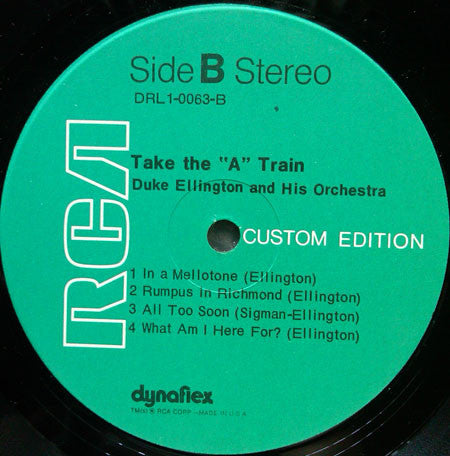 Side B Stereo
DRL1-0063-B
RCA
Take the "A" Train
Duke Ellington and His Orchestra
CUSTOM EDITION
1 In a Mellotone (Ellington)
2 Rumpus In Richmond (Ellington)
3 All Too Soon (Sigman-Ellington)
4 What Am I Here For? (Ellington)
dynaflex
TM(s) ® RCA CORP.—MADE IN U.S.A.